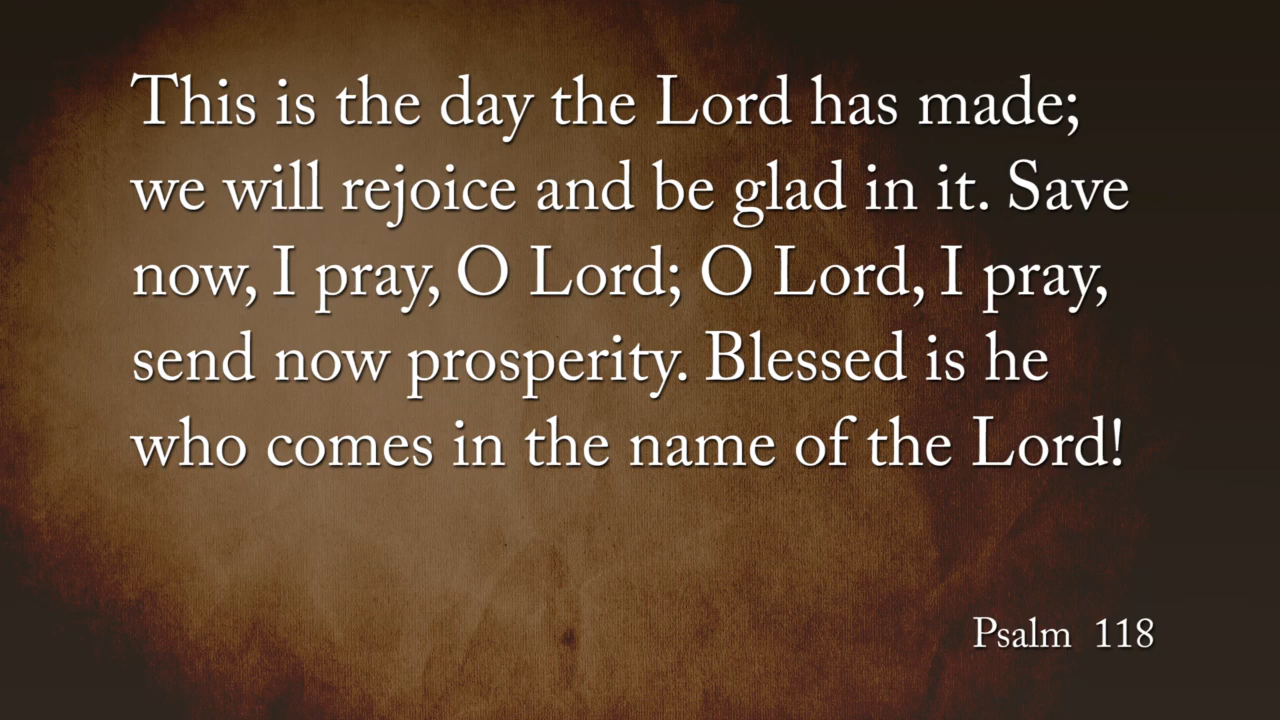 This is the day the Lord has made;
we will rejoice and be glad in it. Save
now, I pray, O Lord; O Lord, I pray,
send now prosperity. Blessed is he
who comes in the name of the Lord!
Psalm 118